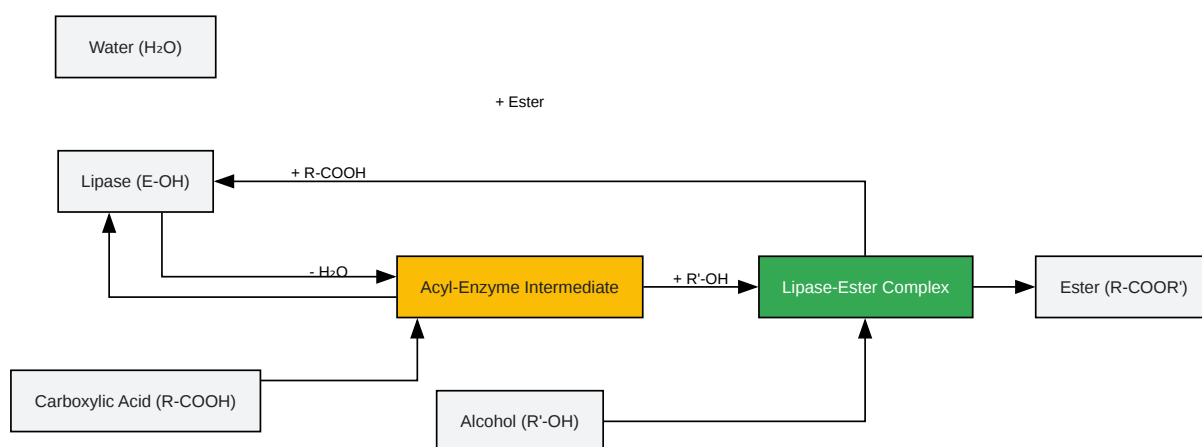 Water (H₂O)
+ Ester
Lipase (E-OH)
+ R-COOH
- H₂O
Acyl-Enzyme Intermediate
+ R'-OH
Lipase-Ester Complex
Ester (R-COOR')
Carboxylic Acid (R-COOH)
Alcohol (R'-OH)